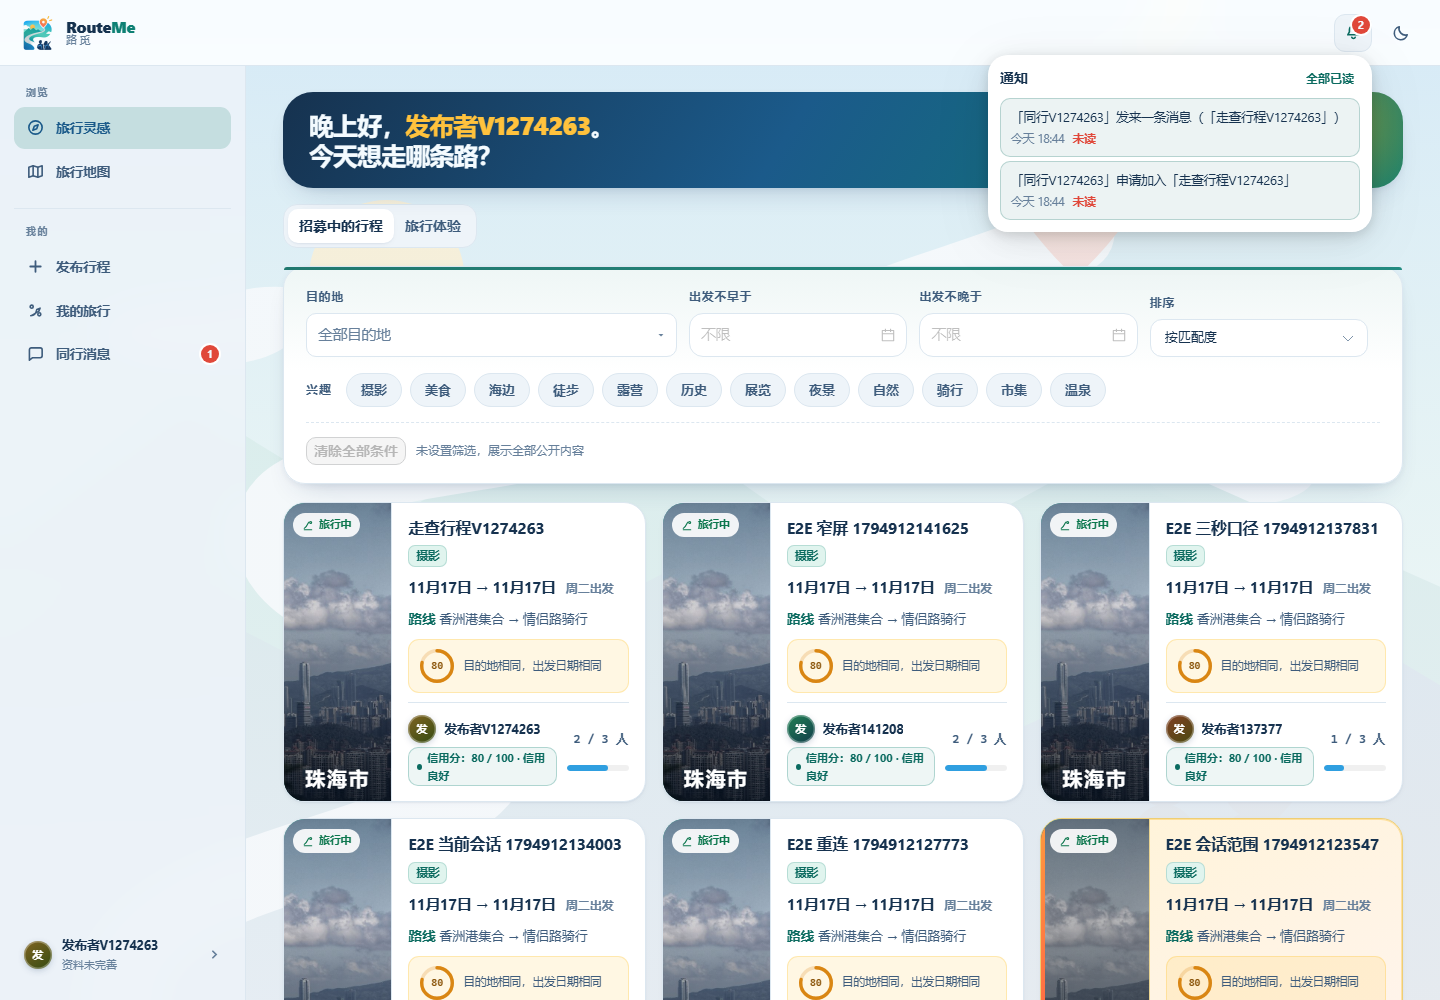 RouteMe
路觅
2
浏览
旅行灵感
旅行地图
我的
发布行程
我的旅行
同行消息
1
发布者V1274263
资料未完善
发
晚上好，发布者V1274263。
今天想走哪条路？
通知
全部已读
「同行V1274263」发来一条消息（「走查行程V1274263」）
今天 18:44 未读
「同行V1274263」申请加入「走查行程V1274263」
今天 18:44 未读
招募中的行程
旅行体验
目的地
全部目的地
出发不早于
不限
出发不晚于
不限
排序
按匹配度
兴趣 摄影 美食 海边 徒步 露营 历史 展览 夜景 自然 骑行 市集 温泉
清除全部条件 未设置筛选，展示全部公开内容
旅行中
珠海市
走查行程V1274263
摄影
11月17日 → 11月17日 周二出发
路线 香洲港集合 → 情侣路骑行
80 目的地相同，出发日期相同
发 发布者V1274263
信用分：80 / 100 · 信用
良好
2 / 3 人
旅行中
珠海市
E2E 窄屏 1794912141625
摄影
11月17日 → 11月17日 周二出发
路线 香洲港集合 → 情侣路骑行
80 目的地相同，出发日期相同
发 发布者141208
信用分：80 / 100 · 信用
良好
2 / 3 人
旅行中
珠海市
E2E 三秒口径 1794912137831
摄影
11月17日 → 11月17日 周二出发
路线 香洲港集合 → 情侣路骑行
80 目的地相同，出发日期相同
发 发布者137377
信用分：80 / 100 · 信用
良好
1 / 3 人
旅行中
E2E 当前会话 1794912134003
摄影
11月17日 → 11月17日 周二出发
路线 香洲港集合 → 情侣路骑行
80 目的地相同，出发日期相同
旅行中
E2E 重连 1794912127773
摄影
11月17日 → 11月17日 周二出发
路线 香洲港集合 → 情侣路骑行
80 目的地相同，出发日期相同
旅行中
E2E 会话范围 1794912123547
摄影
11月17日 → 11月17日 周二出发
路线 香洲港集合 → 情侣路骑行
80 目的地相同，出发日期相同